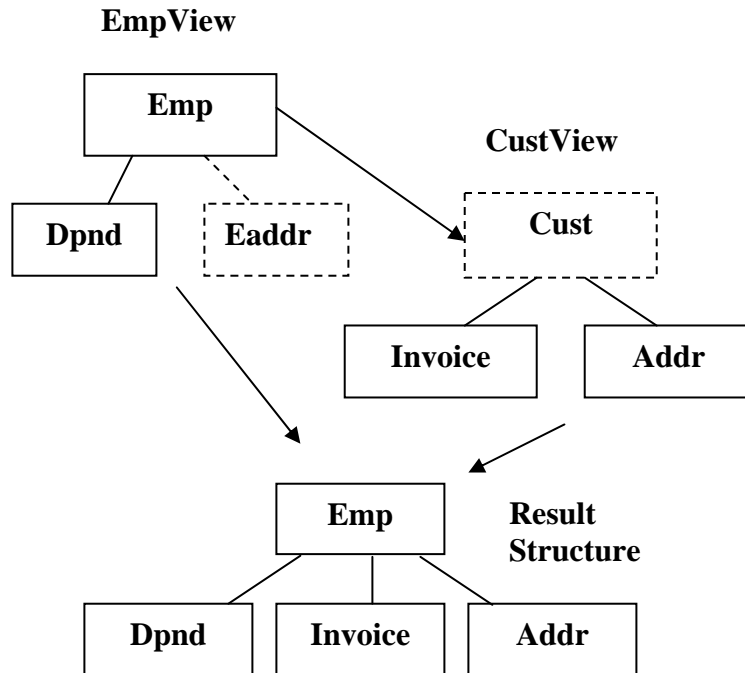 EmpView
Emp
CustView
Dpnd
Eaddr
Cust
Invoice
Addr
Emp
Result
Structure
Dpnd
Invoice
Addr